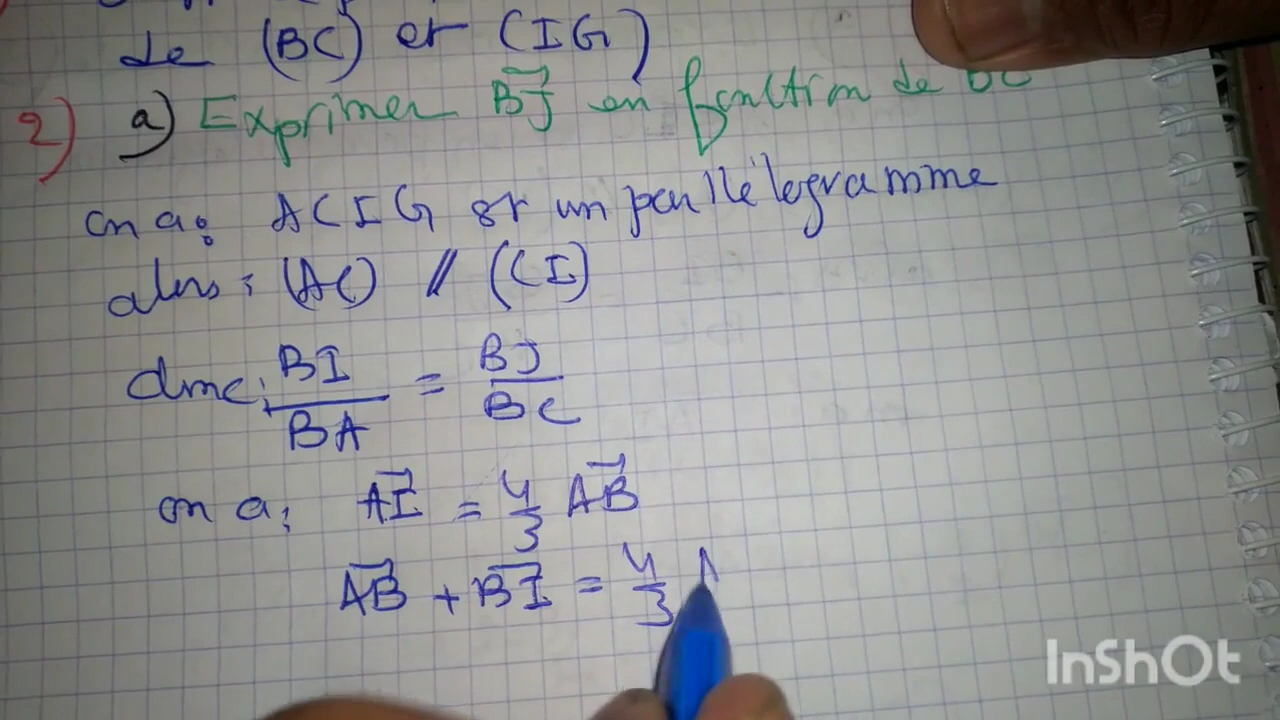 de (BC) et (IG)
2) a) Exprimer BJ en fonction de BC
on a: ACIG est un parllélogramme
alors: (AC) // (CI)
donc: BI/BA = BJ/BC
on a: AI = 4/3 AB
AB + BI = 4/3 A
InShOt